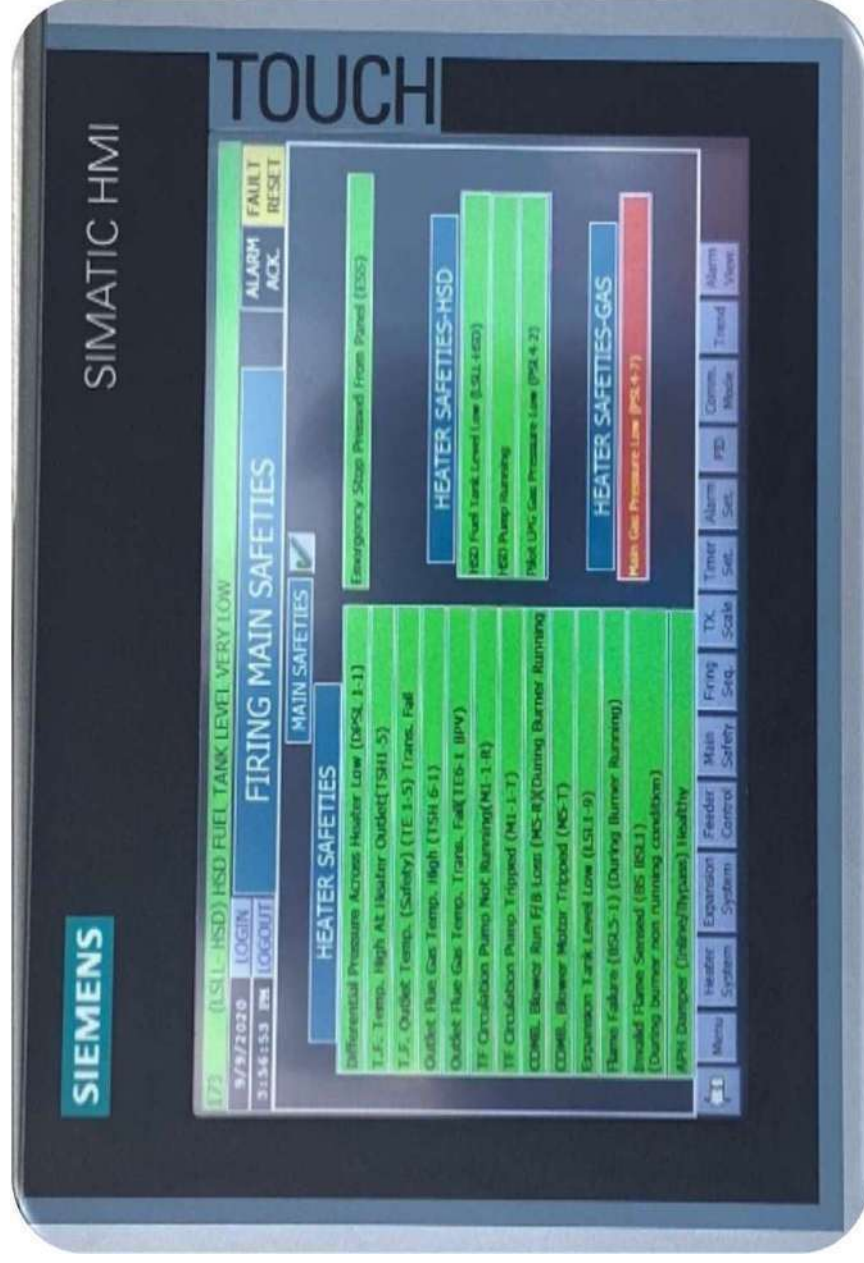 SIEMENS
SIMATIC HMI
TOUCH
173 (LSLL-HSD) HSD FUEL TANK LEVEL VERY LOW
9/9/2020 LOGIN
3:56:53 PM LOGOUT
FIRING MAIN SAFETIES
ALARM ACK.
FAULT RESET
MAIN SAFETIES
HEATER SAFETIES
Differential Pressure Across Heater Low (DPSL 1-1)
T.F. Temp. High At Heater Outlet(TSH1-5)
T.F. Outlet Temp. (Safety) (TE 1-5) Trans. Fail
Outlet Flue Gas Temp. High (TSH 6-1)
Outlet Flue Gas Temp. Trans. Fail(TE6-1 BPV)
TF Circulation Pump Not Running(M1-1-R)
TF Circulation Pump Tripped (M1-1-T)
COMB. Blower Run F/B Loss (M5-R)(During Burner Running
COMB. Blower Motor Tripped (M5-T)
Expansion Tank Level Low (LSL1-9)
Flame Failure (BSL5-1) (During Burner Running)
Invalid Flame Sensed (BS BSL1)
(During burner non running condition)
APH Damper (Inline/Bypass) Healthy
Emergency Stop Pressed From Panel (ESS)
HEATER SAFETIES-HSD
HSD Fuel Tank Level Low (LSLL-HSD)
HSD Pump Running
Pilot LPG Gas Pressure Low (PSL4-2)
HEATER SAFETIES-GAS
Main Gas Pressure Low (PSL4-7)
Menu
Heater System
Expansion System
Feeder Control
Main Safety
Firing Seq.
TX. Scale
Timer Set.
Alarm Set.
PID
Comm. Mode
Trend
Alarm View